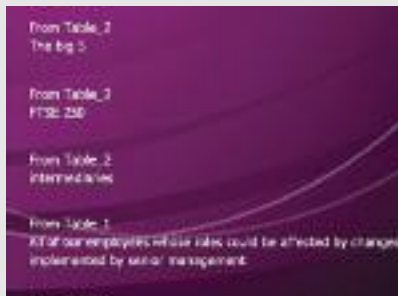 From Table_2
The big 5
From Table_3
FTSE 250
From Table_2
intermediaries
From Table_1
All of our employees whose roles could be affected by changes
implemented by senior management